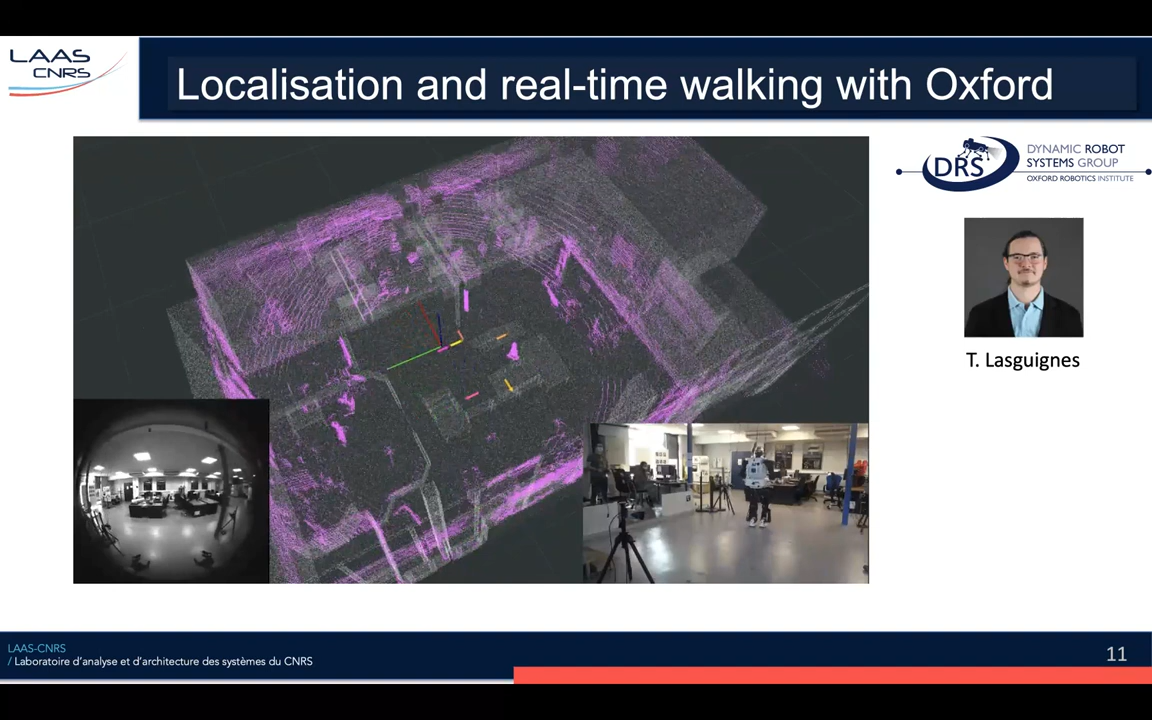 LAAS
CNRS
Localisation and real-time walking with Oxford
DRS
DYNAMIC ROBOT
SYSTEMS GROUP
OXFORD ROBOTICS INSTITUTE
T. Lasguignes
LAAS-CNRS
/ Laboratoire d'analyse et d'architecture des systèmes du CNRS
11